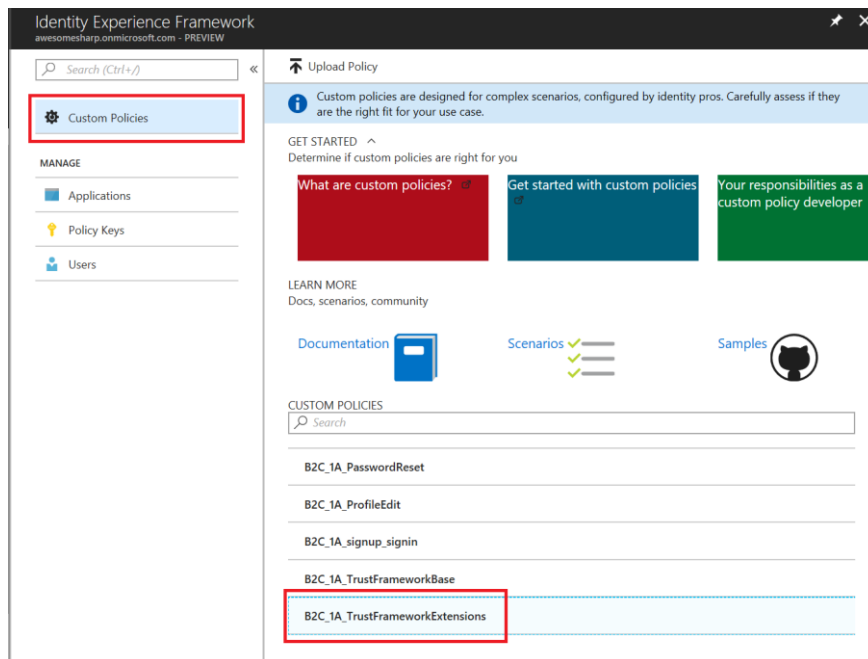 Identity Experience Framework
awesomesharp.onmicrosoft.com - PREVIEW
Search (Ctrl+/)
«
Custom Policies
MANAGE
Applications
Policy Keys
Users
Upload Policy
Custom policies are designed for complex scenarios, configured by identity pros. Carefully assess if they
are the right fit for your use case.
GET STARTED
Determine if custom policies are right for you
What are custom policies?
Get started with custom policies
Your responsibilities as a
custom policy developer
LEARN MORE
Docs, scenarios, community
Documentation
Scenarios
Samples
CUSTOM POLICIES
Search
B2C_1A_PasswordReset
B2C_1A_ProfileEdit
B2C_1A_signup_signin
B2C_1A_TrustFrameworkBase
B2C_1A_TrustFrameworkExtensions